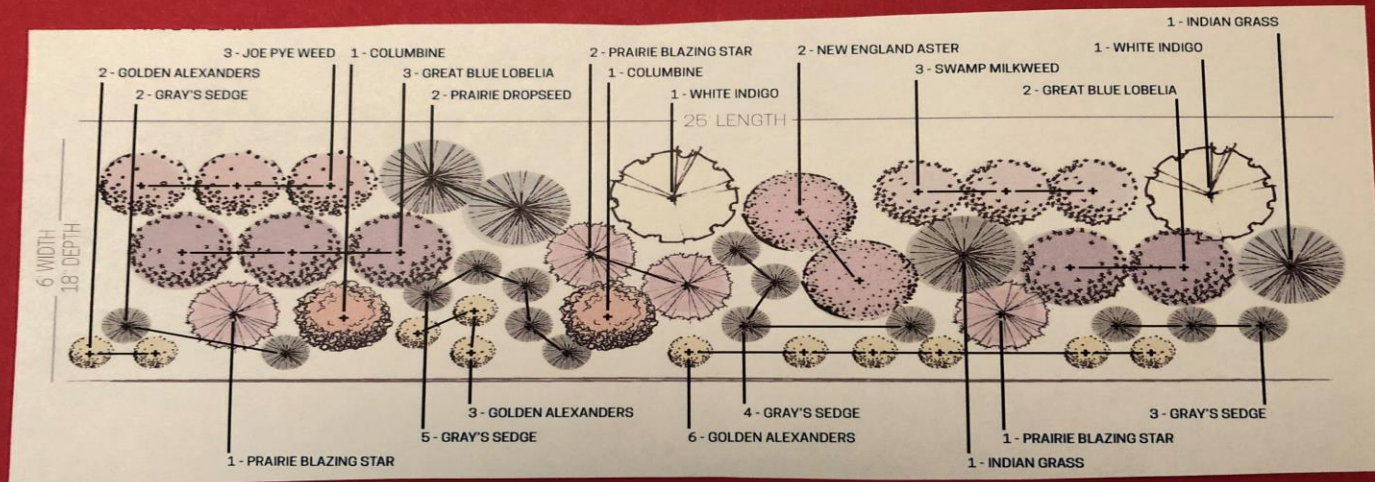 1 - INDIAN GRASS
3 - JOE PYE WEED
1 - COLUMBINE
2 - PRAIRIE BLAZING STAR
2 - NEW ENGLAND ASTER
1 - WHITE INDIGO
2 - GOLDEN ALEXANDERS
3 - GREAT BLUE LOBELIA
1 - COLUMBINE
3 - SWAMP MILKWEED
2 - GRAY'S SEDGE
2 - PRAIRIE DROPSEED
1 - WHITE INDIGO
2 - GREAT BLUE LOBELIA
25 LENGTH
6 WIDTH
18" DEPTH
3 - GOLDEN ALEXANDERS
4 - GRAY'S SEDGE
3 - GRAY'S SEDGE
5 - GRAY'S SEDGE
6 - GOLDEN ALEXANDERS
1 - PRAIRIE BLAZING STAR
1 - PRAIRIE BLAZING STAR
1 - INDIAN GRASS